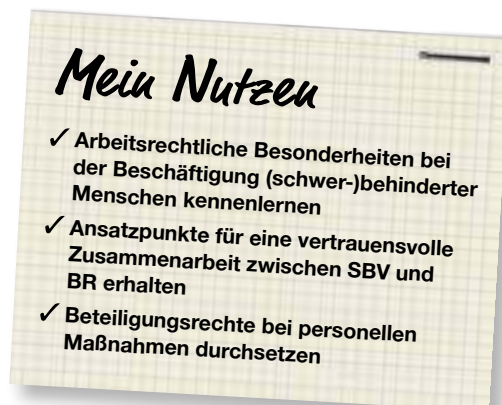 Mein Nutzen
✓ Arbeitsrechtliche Besonderheiten bei
der Beschäftigung (schwer-)behinderter
Menschen kennenlernen
✓ Ansatzpunkte für eine vertrauensvolle
Zusammenarbeit zwischen SBV und
BR erhalten
✓ Beteiligungsrechte bei personellen
Maßnahmen durchsetzen